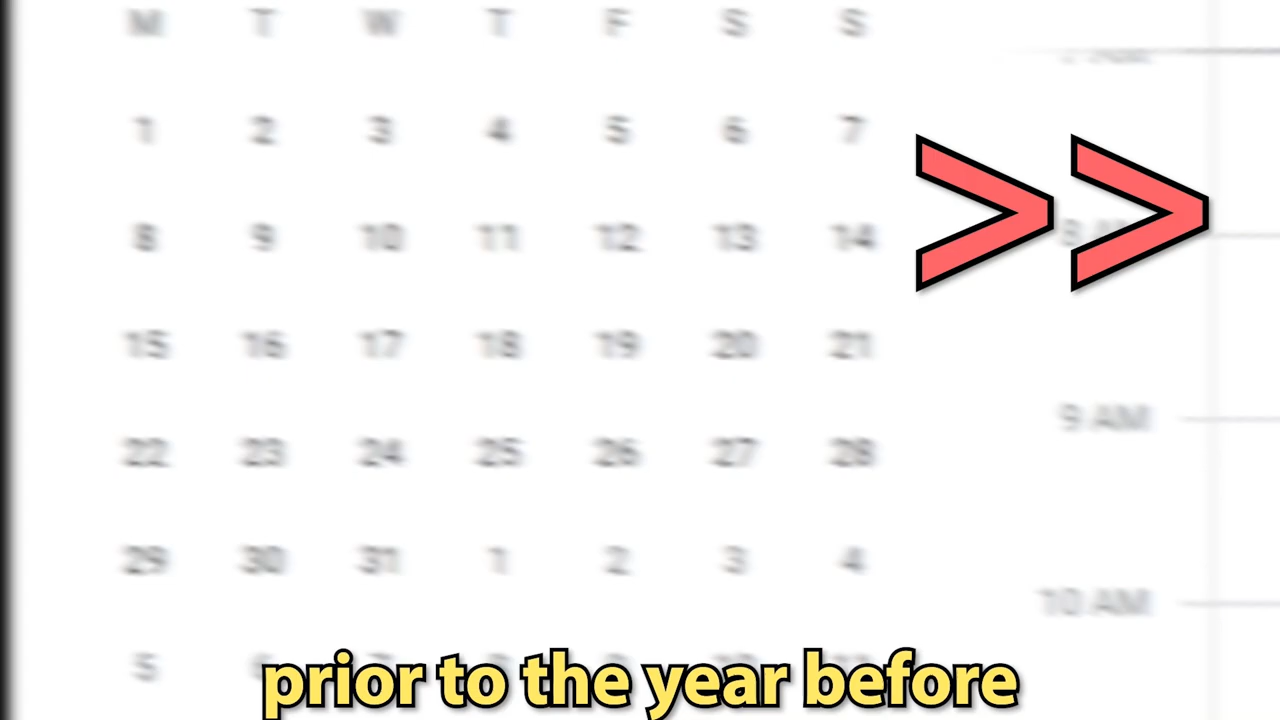 M T W T F S S
1 2 3 4 5 6 7
>>
8 9 10 11 12 13 14
15 16 17 18 19 20 21
9 AM
22 23 24 25 26 27 28
29 30 31 1 2 3 4
10 AM
5
prior to the year before